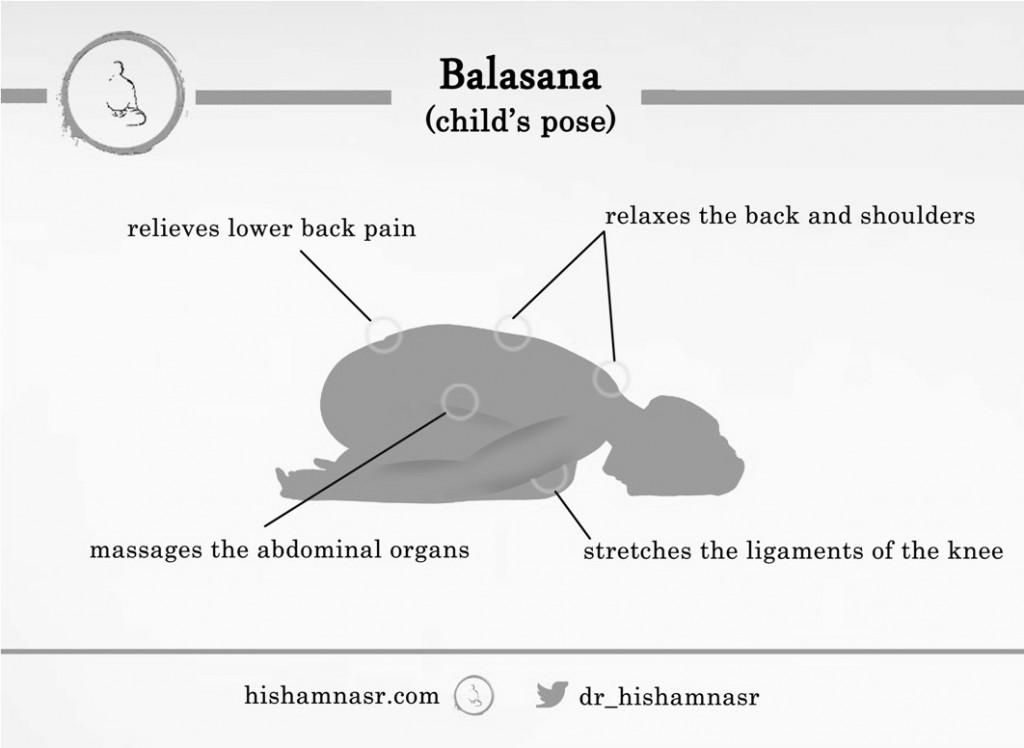 Balasana
(child's pose)
relieves lower back pain
relaxes the back and shoulders
massages the abdominal organs
stretches the ligaments of the knee
hishamnasr.com
dr_hishamnasr